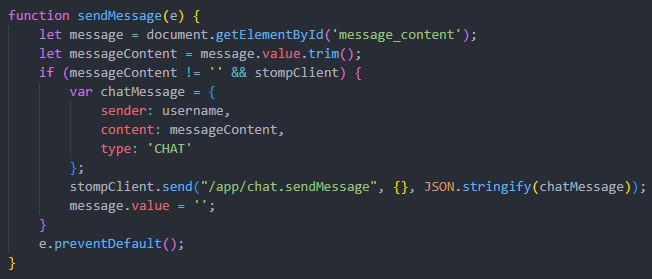 function sendMessage(e) {
    let message = document.getElementById('message_content');
    let messageContent = message.value.trim();
    if (messageContent != '' && stompClient) {
        var chatMessage = {
            sender: username,
            content: messageContent,
            type: 'CHAT'
        };
        stompClient.send("/app/chat.sendMessage", {}, JSON.stringify(chatMessage));
        message.value = '';
    }
    e.preventDefault();
}